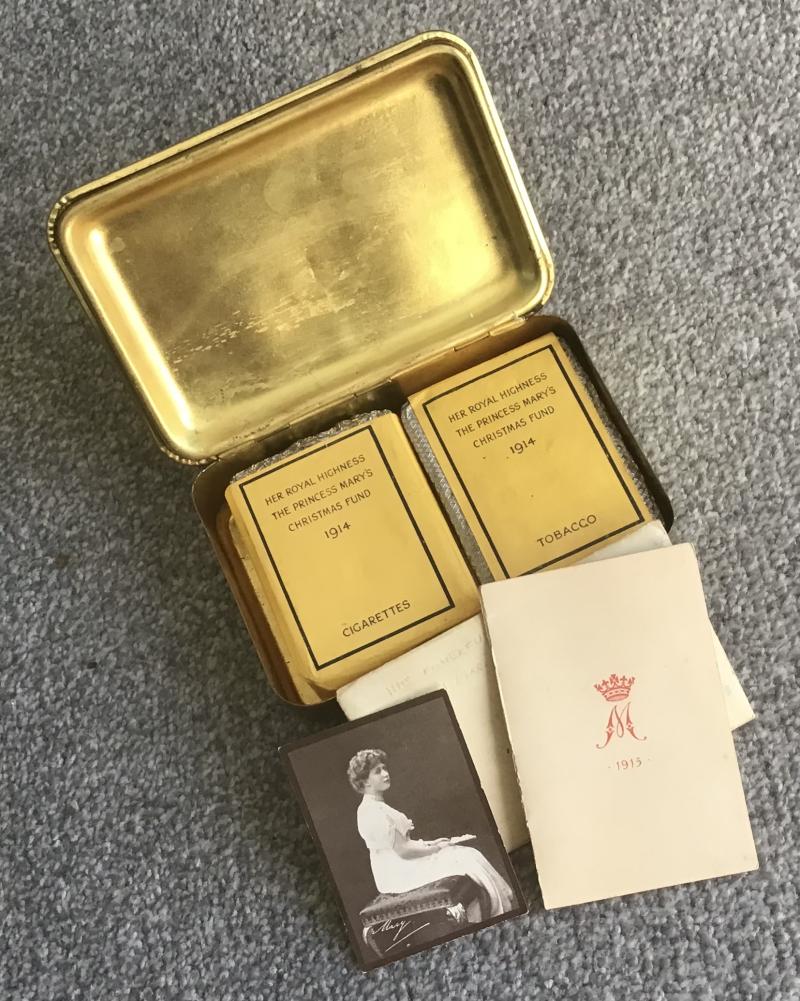 HER ROYAL HIGHNESS
THE PRINCESS MARY'S
CHRISTMAS FUND
1914
CIGARETTES
HER ROYAL HIGHNESS
THE PRINCESS MARY'S
CHRISTMAS FUND
1914
TOBACCO
M
· 1915 ·
Mary